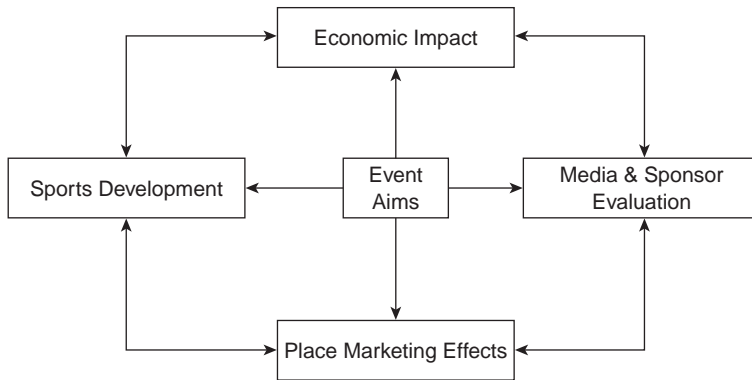 Economic Impact
Sports Development
Event
Aims
Media & Sponsor
Evaluation
Place Marketing Effects